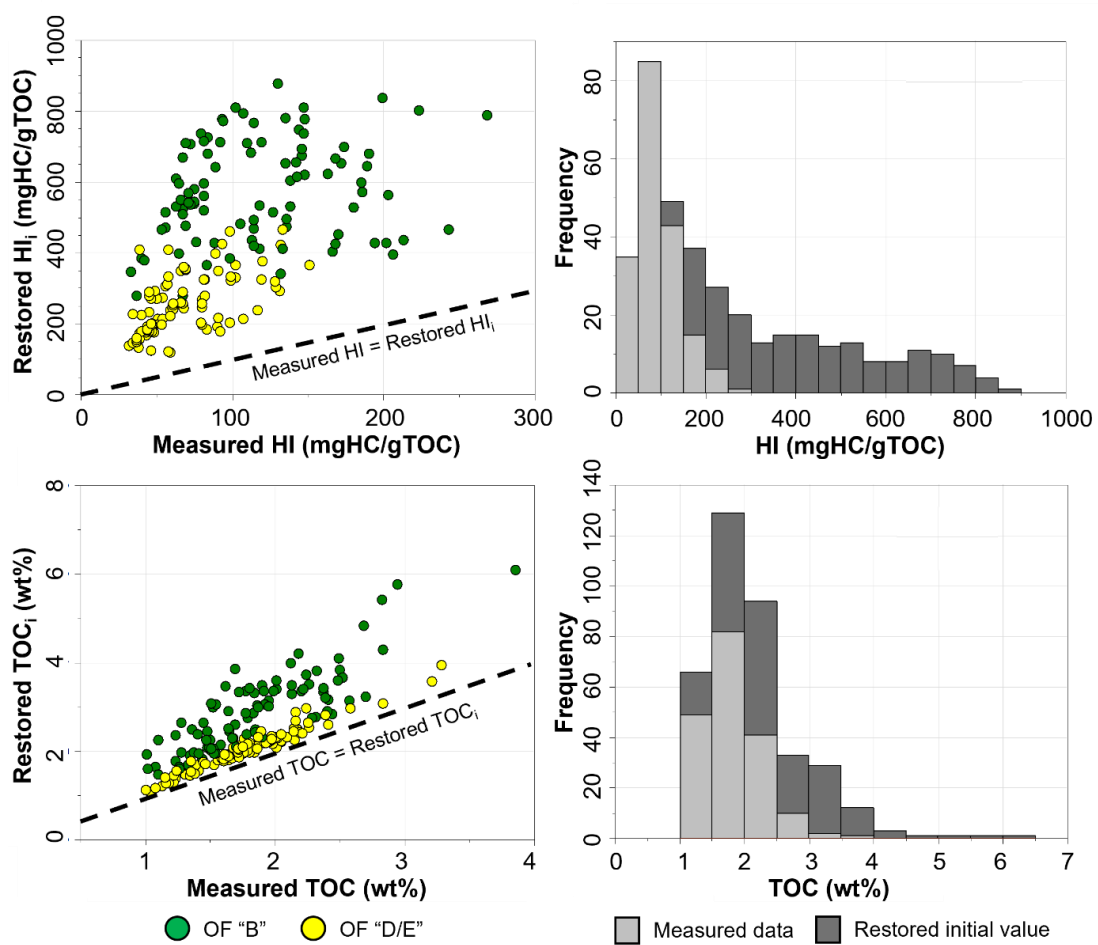 Restored HIᵢ (mgHC/gTOC)
0 200 400 600 800 1000
Measured HI = Restored HIᵢ
0 100 200 300
Measured HI (mgHC/gTOC)
Frequency
0 20 40 60 80
0 200 400 600 800 1000
HI (mgHC/gTOC)
Restored TOCᵢ (wt%)
0 2 4 6 8
Measured TOC = Restored TOCᵢ
1 2 3 4
Measured TOC (wt%)
Frequency
0 20 40 60 80 100 120 140
0 1 2 3 4 5 6 7
TOC (wt%)
OF “B” OF “D/E”
Measured data Restored initial value